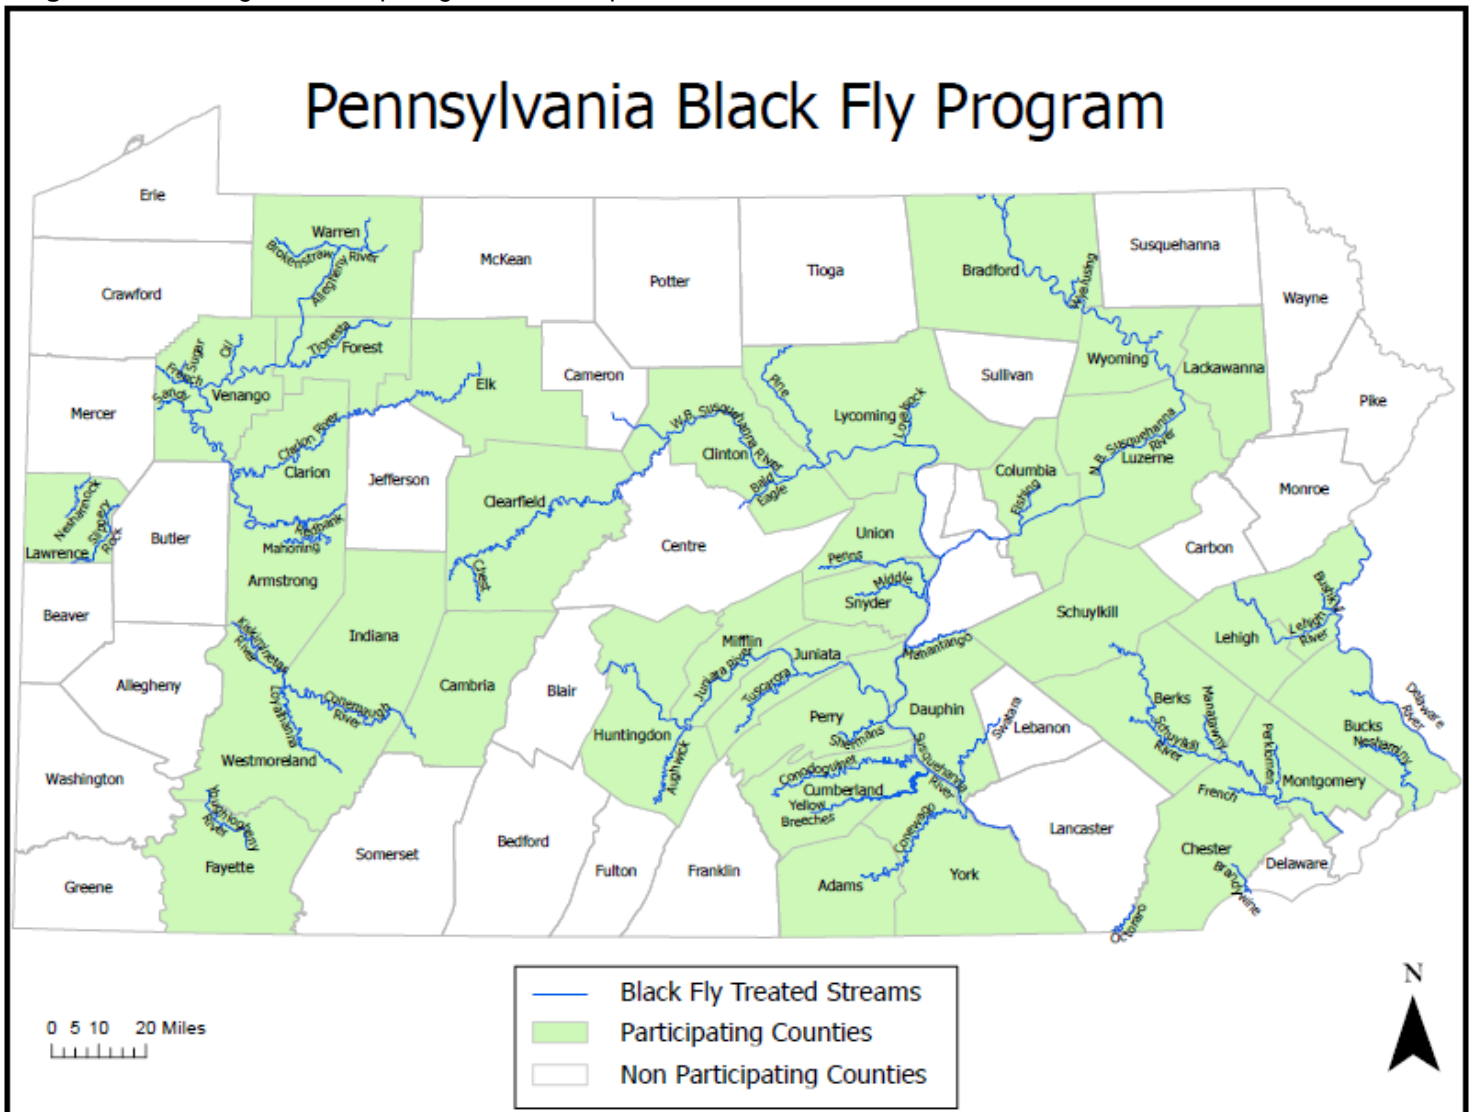 Pennsylvania Black Fly Program
Erie
Warren
Brokenstraw
Allegheny River
McKean
Potter
Tioga
Bradford
Wyalusing
Susquehanna
Wayne
Crawford
Sugar
Oil
French
Sandy
Venango
Tionesta
Forest
Elk
Cameron
Pine
Lycoming
Loyalsock
Sullivan
Wyoming
Lackawanna
Pike
Mercer
Clarion River
Clarion
Jefferson
Clearfield
W.B. Susquehanna River
Clinton
Bald
Eagle
Columbia
Fishing
N.B. Susquehanna
River
Luzerne
Monroe
Neshannock
Slippery
Rock
Lawrence
Butler
Redbank
Mahoning
Armstrong
Chest
Centre
Union
Penns
Middle
Snyder
Carbon
Beaver
Kiskiminetas
River
Indiana
Mifflin
Juniata
Juniata River
Tuscarora
Mahantango
Schuylkill
Lehigh
Lehigh
River
Bushkill
Allegheny
Loyalhanna
Conemaugh
River
Cambria
Blair
Huntingdon
Aughwick
Perry
Shermans
Dauphin
Swatara
Lebanon
Berks
Maiatawny
Schuylkill
River
Perkiomen
Bucks
Neshaminy
Delaware
River
Washington
Westmoreland
Youghiogheny
River
Conodoguinet
Cumberland
Yellow
Breeches
Susquehanna
River
Conewago
French
Montgomery
Greene
Fayette
Somerset
Bedford
Fulton
Franklin
Adams
York
Lancaster
Chester
Brandywine
Delaware
Octoraro
Black Fly Treated Streams
Participating Counties
Non Participating Counties
0 5 10 20 Miles
N